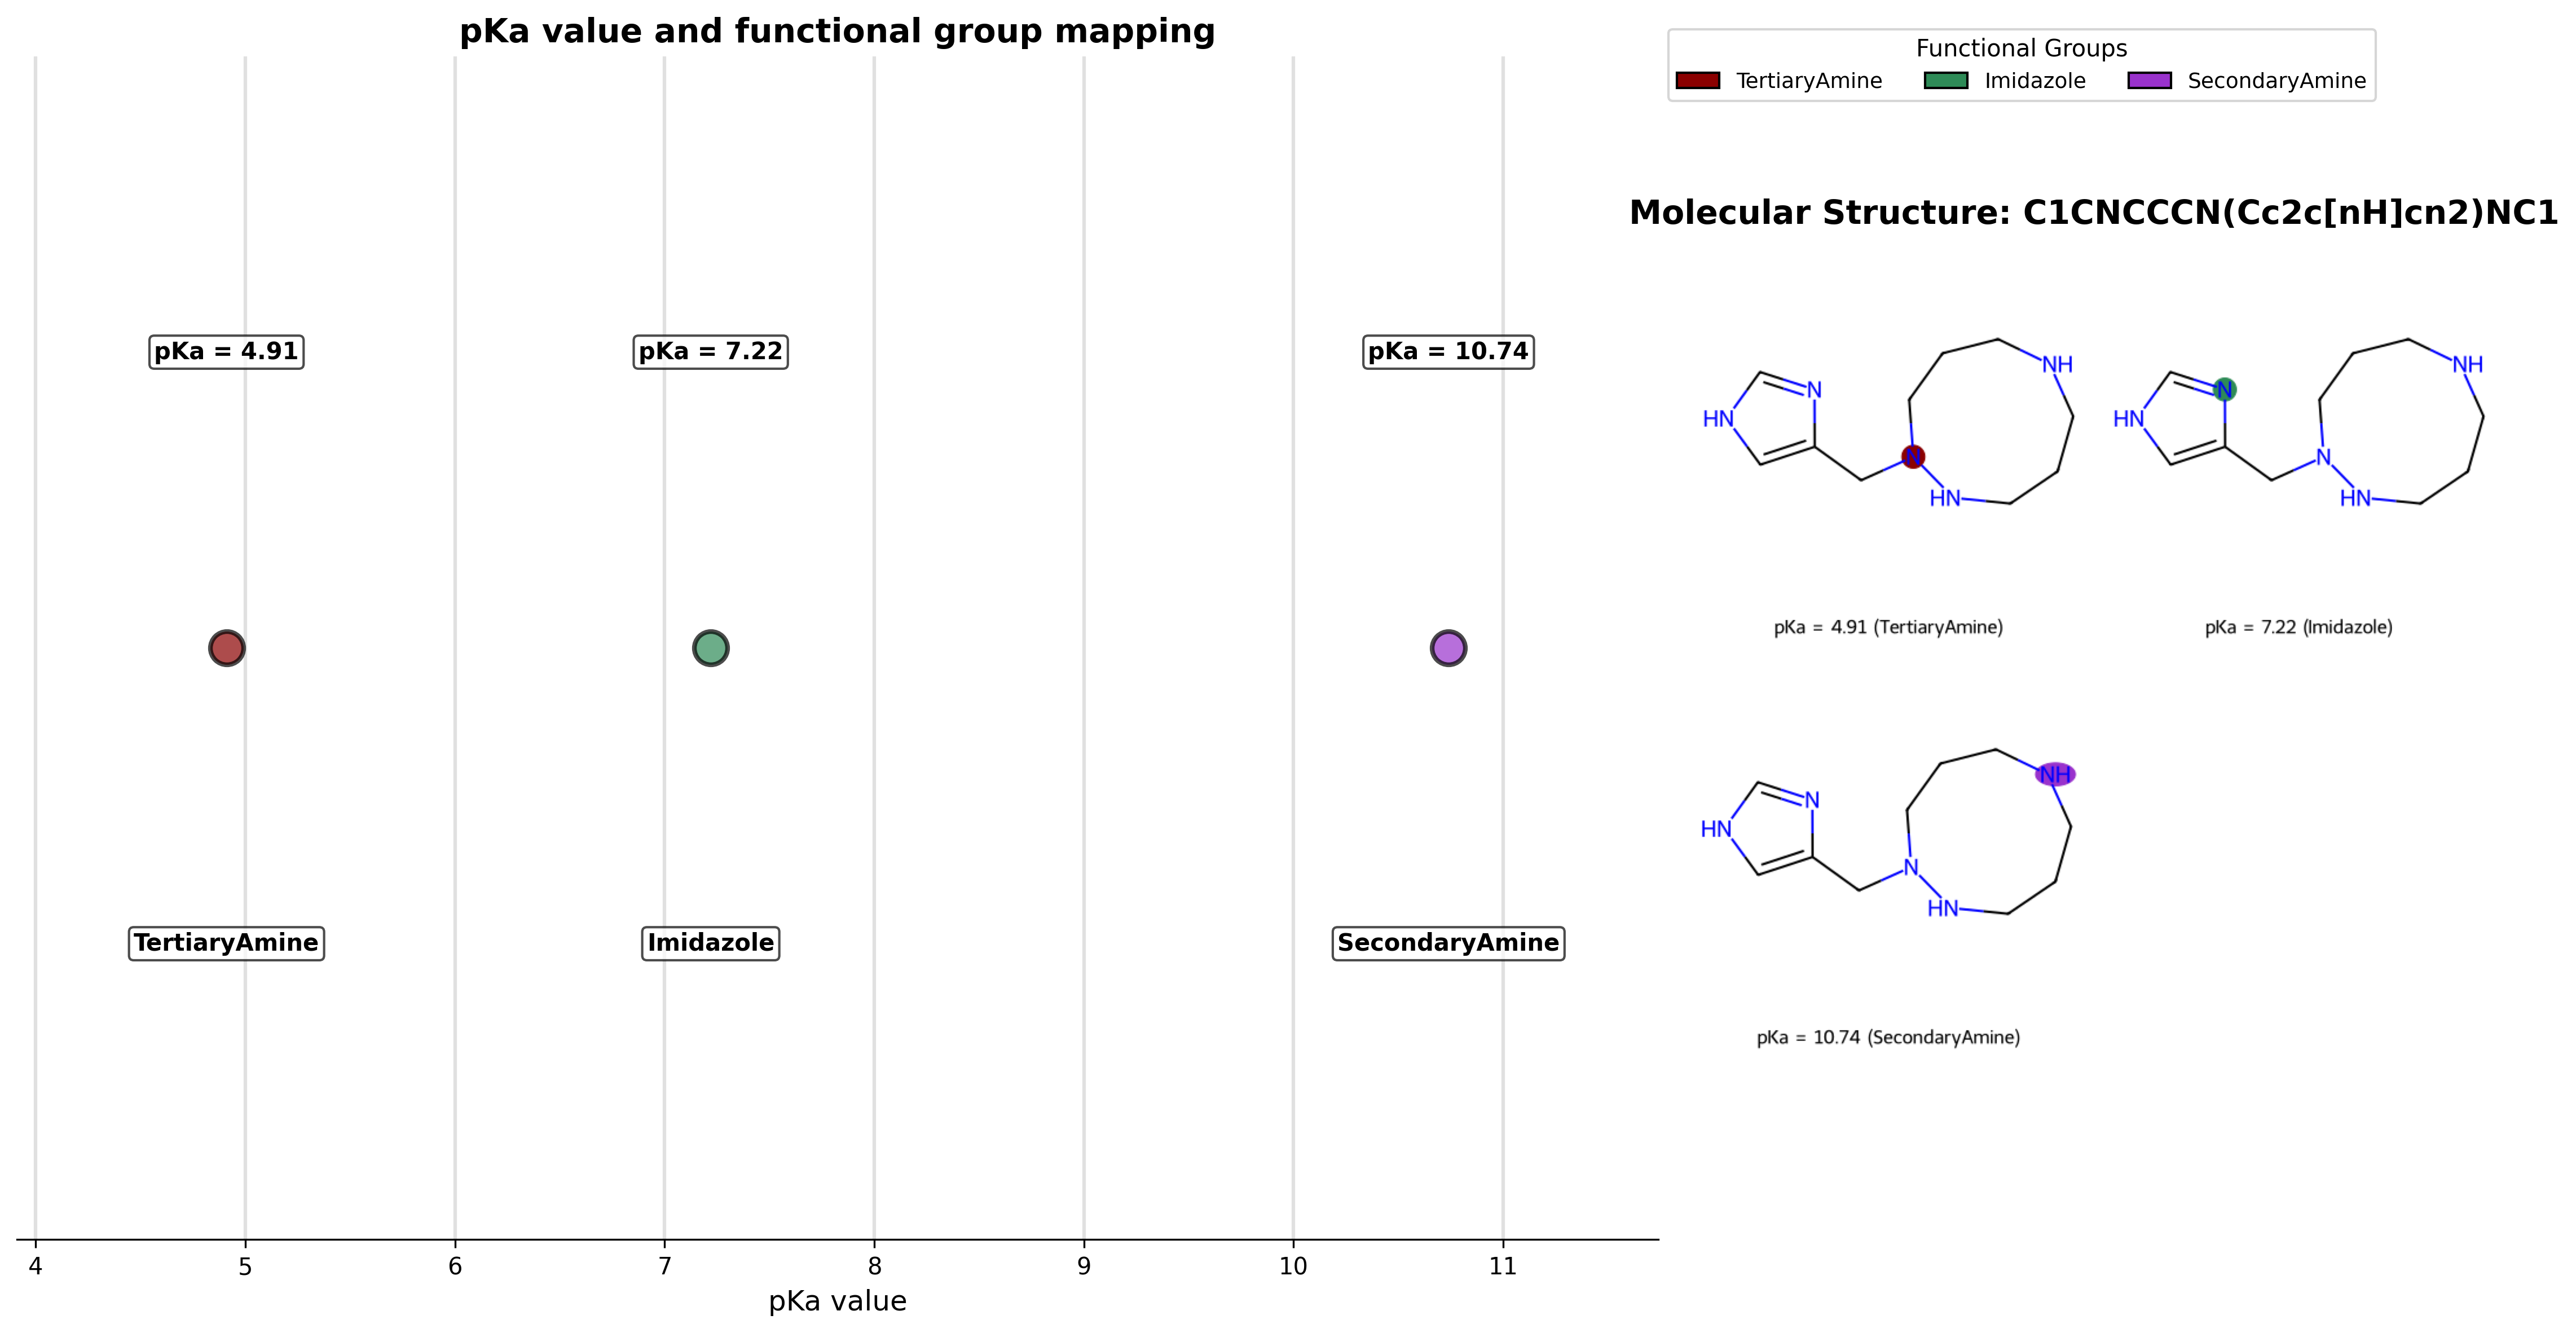 pKa value and functional group mapping
pKa = 4.91
pKa = 7.22
pKa = 10.74
TertiaryAmine
Imidazole
SecondaryAmine
4 5 6 7 8 9 10 11
pKa value
Functional Groups
TertiaryAmine Imidazole SecondaryAmine
Molecular Structure: C1CNCCCN(Cc2c[nH]cn2)NC1
HN N N HN NH
HN N N HN NH
pKa = 4.91 (TertiaryAmine)
pKa = 7.22 (Imidazole)
HN N N HN NH
pKa = 10.74 (SecondaryAmine)